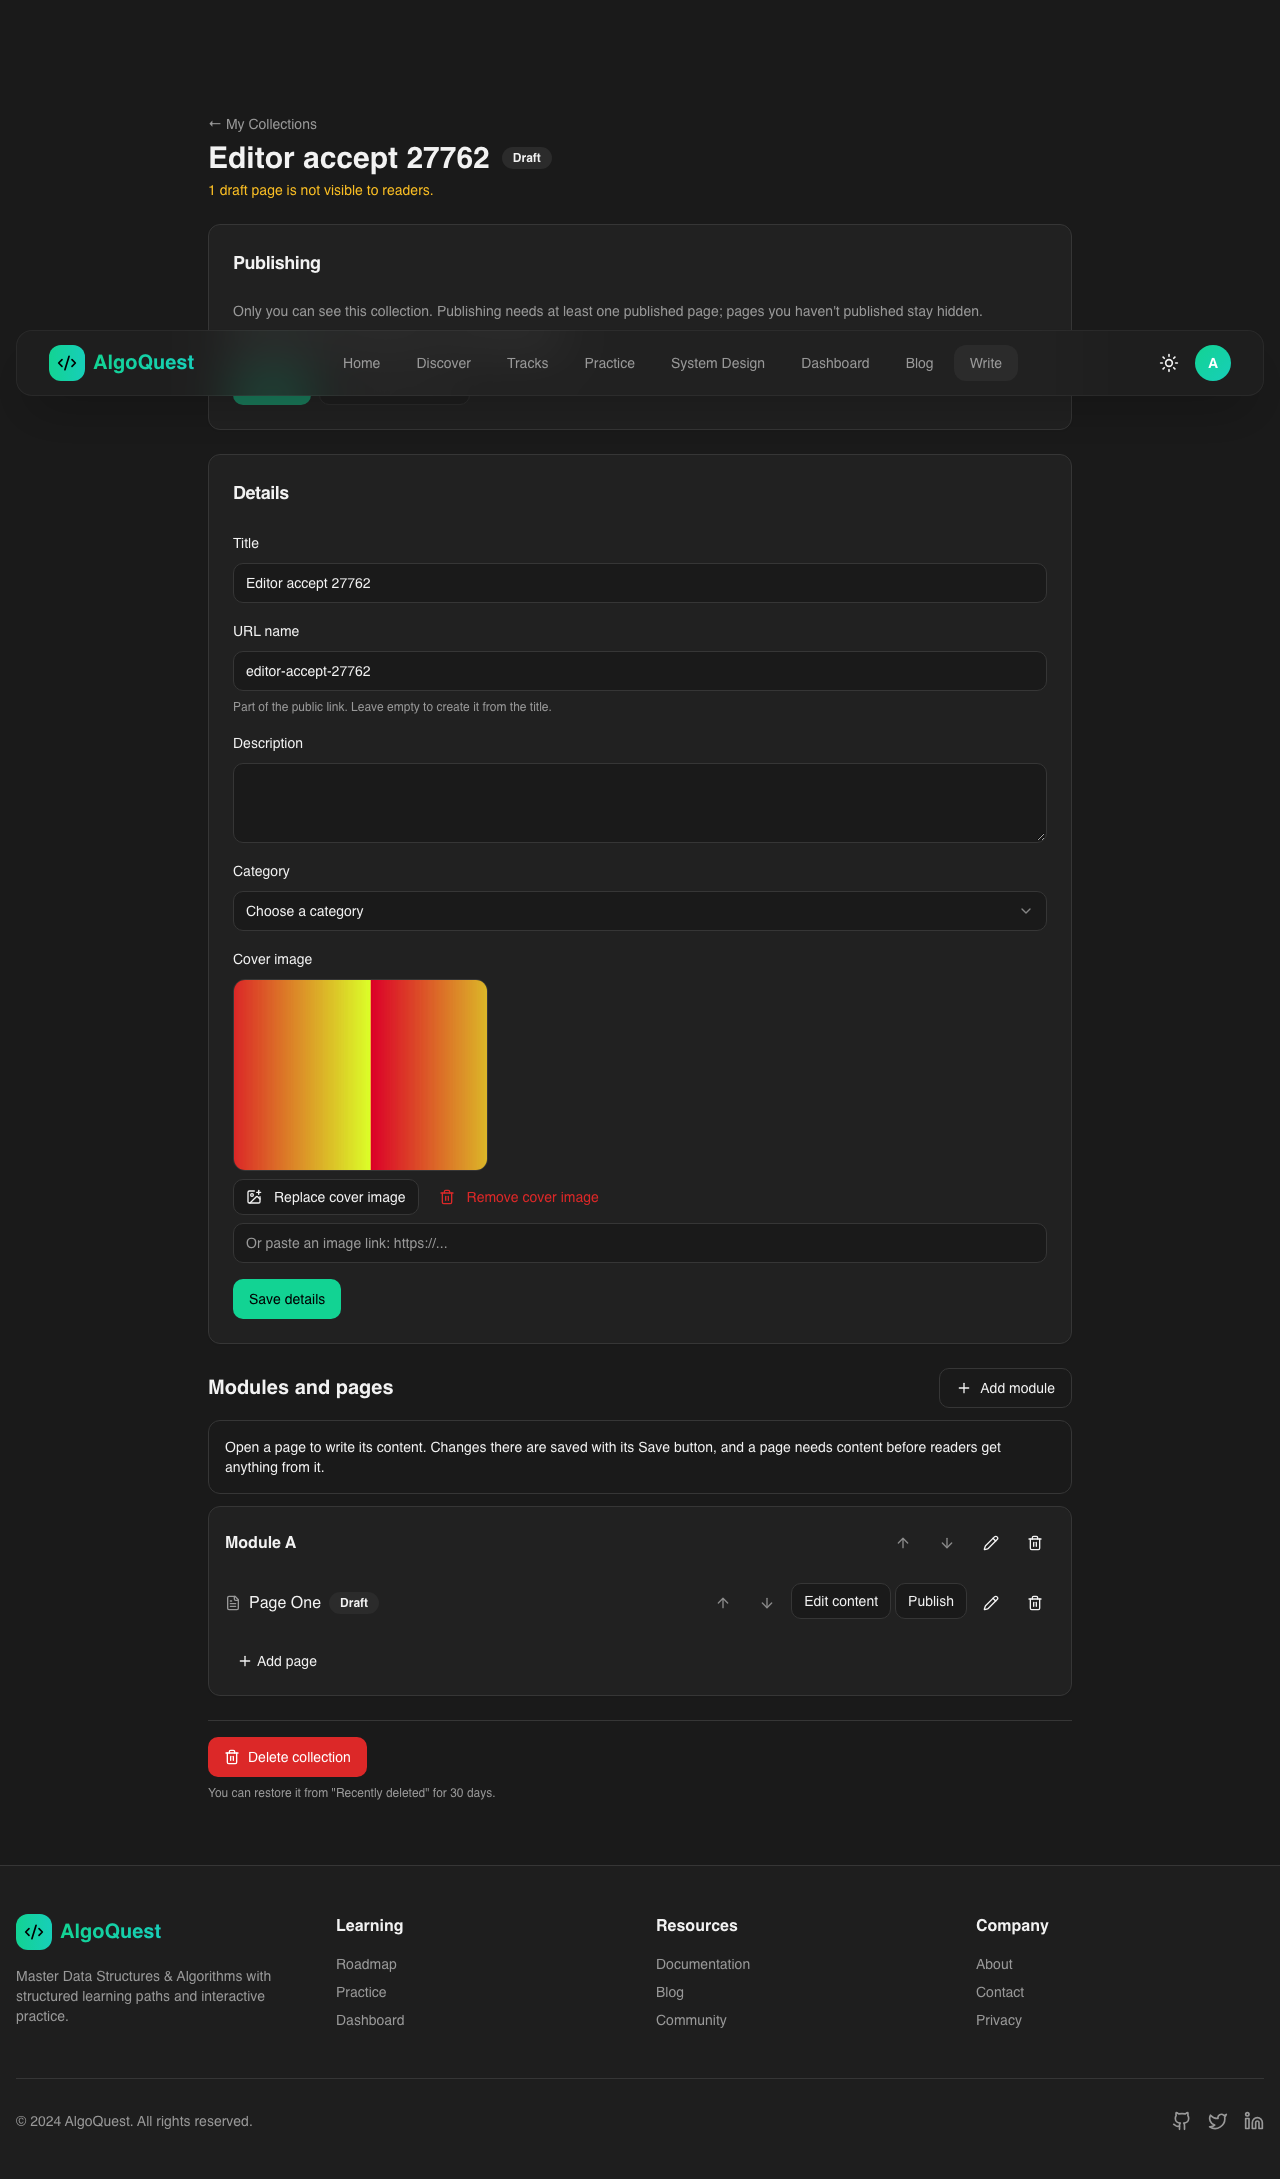 ← My Collections
Editor accept 27762 Draft
1 draft page is not visible to readers.
Publishing
Only you can see this collection. Publishing needs at least one published page; pages you haven't published stay hidden.
AlgoQuest Home Discover Tracks Practice System Design Dashboard Blog Write A
Details
Title
Editor accept 27762
URL name
editor-accept-27762
Part of the public link. Leave empty to create it from the title.
Description
Category
Choose a category
Cover image
Replace cover image Remove cover image
Or paste an image link: https://...
Save details
Modules and pages Add module
Open a page to write its content. Changes there are saved with its Save button, and a page needs content before readers get
anything from it.
Module A
Page One Draft Edit content Publish
Add page
Delete collection
You can restore it from "Recently deleted" for 30 days.
AlgoQuest Learning Resources Company
Master Data Structures & Algorithms with
structured learning paths and interactive
practice.
Roadmap Documentation About
Practice Blog Contact
Dashboard Community Privacy
© 2024 AlgoQuest. All rights reserved.